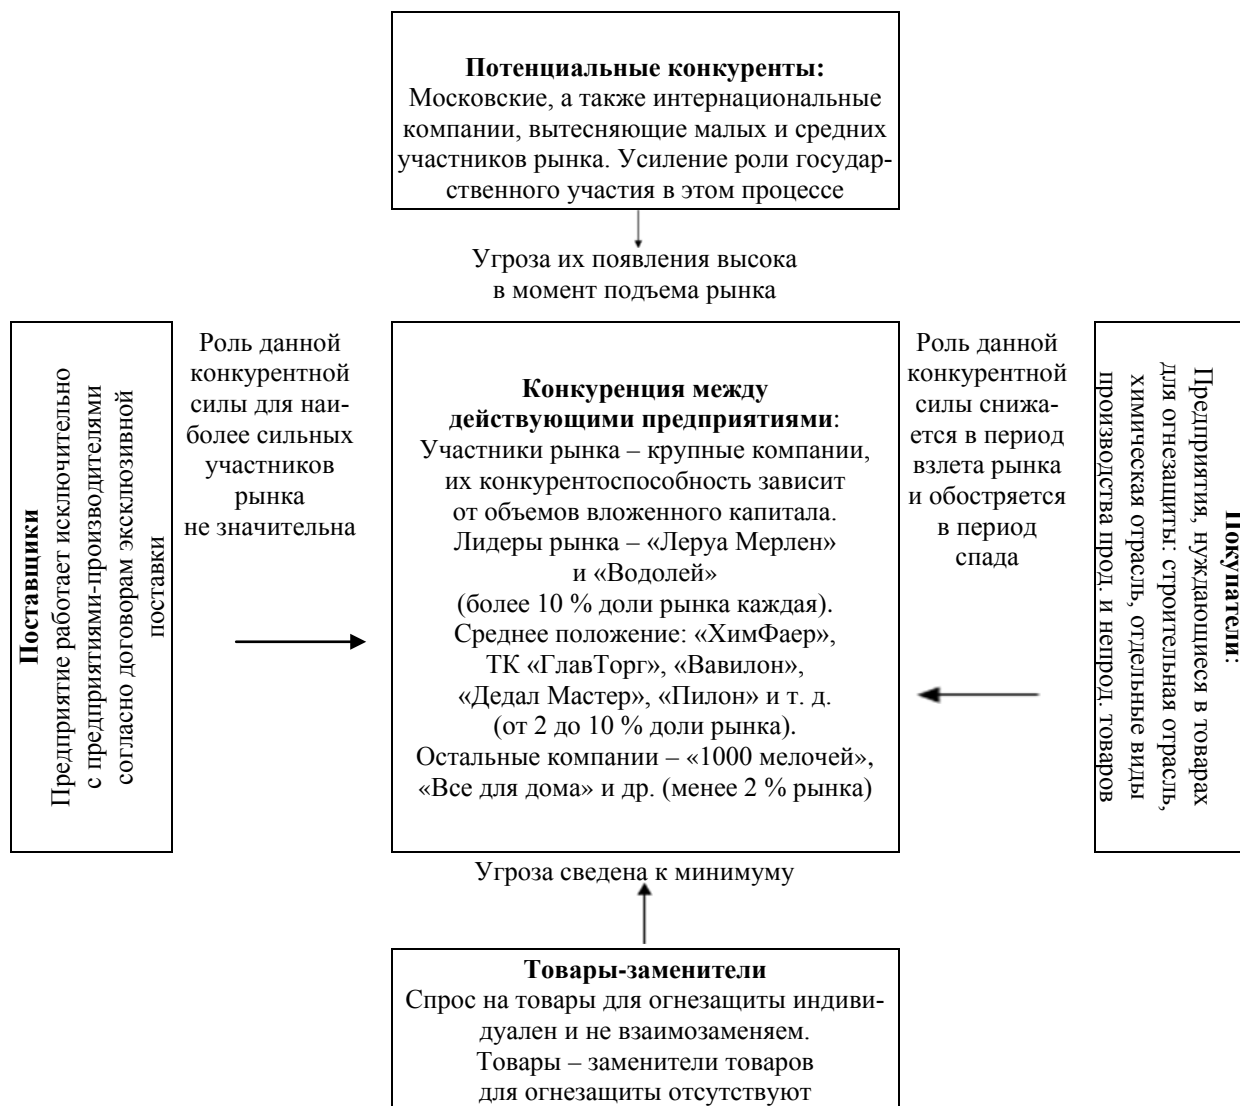 Потенциальные конкуренты:
Московские, а также интернациональные
компании, вытесняющие малых и средних
участников рынка. Усиление роли государ-
ственного участия в этом процессе
Угроза их появления высока
в момент подъема рынка
Поставщики
Предприятие работает исключительно
с предприятиями-производителями
согласно договорам эксклюзивной
поставки
Роль данной
конкурентной
силы для наи-
более сильных
участников
рынка
не значительна
Конкуренция между
действующими предприятиями:
Участники рынка – крупные компании,
их конкурентоспособность зависит
от объемов вложенного капитала.
Лидеры рынка – «Леруа Мерлен»
и «Водолей»
(более 10 % доли рынка каждая).
Среднее положение: «ХимФаер»,
ТК «ГлавТорг», «Вавилон»,
«Дедал Мастер», «Пилон» и т. д.
(от 2 до 10 % доли рынка).
Остальные компании – «1000 мелочей»,
«Все для дома» и др. (менее 2 % рынка)
Роль данной
конкурентной
силы снижа-
ется в период
взлета рынка
и обостряется
в период
спада
Покупатели:
Предприятия, нуждающиеся в товарах
для огнезащиты: строительная отрасль,
химическая отрасль, отдельные виды
производства прод. и непрод. товаров
Угроза сведена к минимуму
Товары-заменители
Спрос на товары для огнезащиты индиви-
дуален и не взаимозаменяем.
Товары – заменители товаров
для огнезащиты отсутствуют